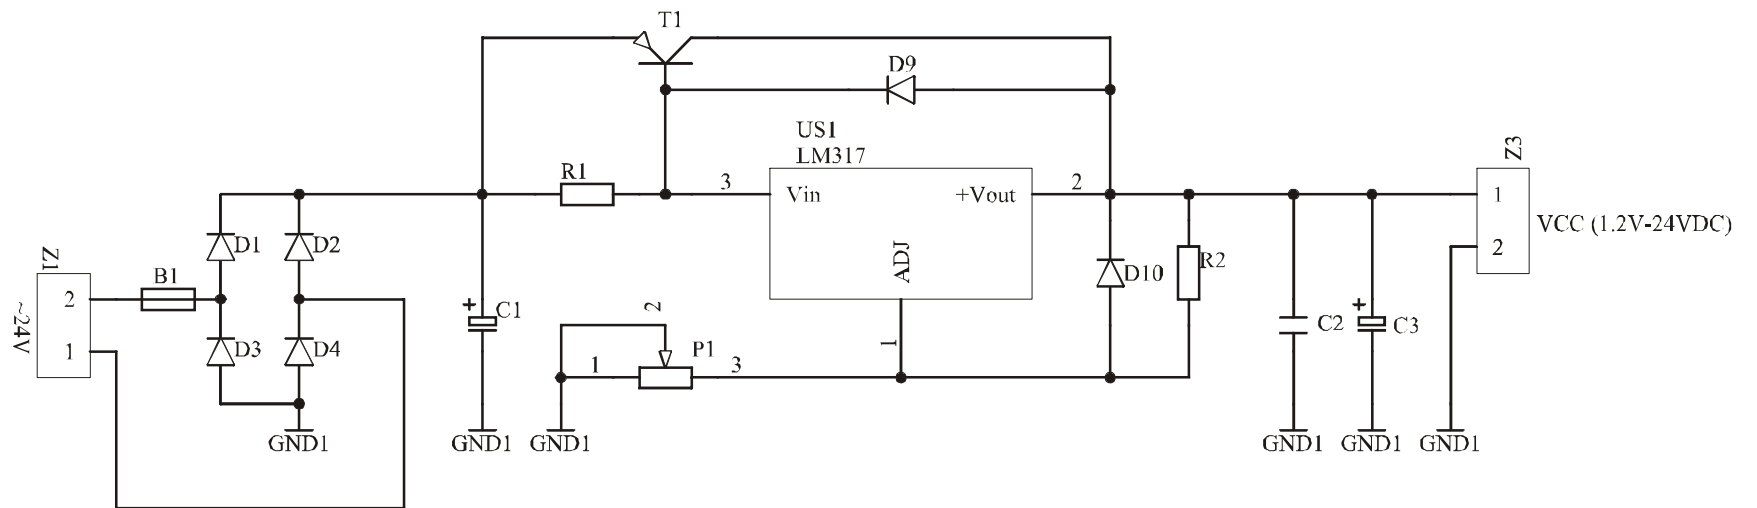 T1
D9
US1
LM317
R1
3
Vin
+Vout
2
ADJ
1
Z3
1
2
VCC (1.2V-24VDC)
Z1
~24V
2
1
B1
D1
D2
D3
D4
GND1
+
C1
GND1
2
1
P1
3
GND1
D10
R2
C2
GND1
+
C3
GND1
GND1